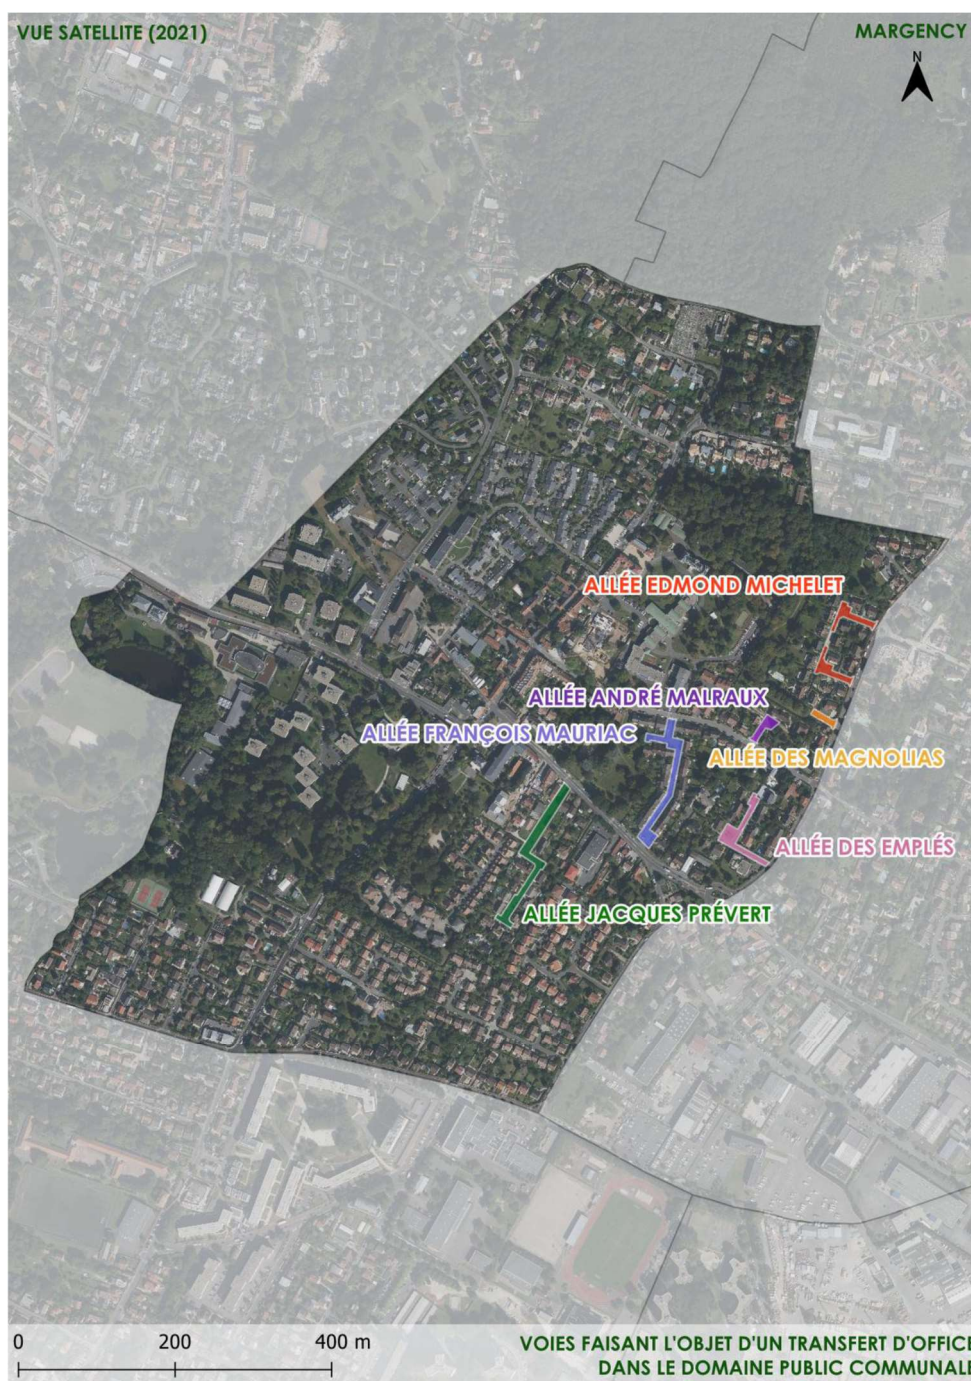 VUE SATELLITE (2021)
MARGENCY
N
ALLÉE EDMOND MICHELET
ALLÉE ANDRÉ MALRAUX
ALLÉE FRANÇOIS MAURIAC
ALLÉE DES MAGNOLIAS
ALLÉE DES EMPLÉS
ALLÉE JACQUES PRÉVERT
0 200 400 m
VOIES FAISANT L'OBJET D'UN TRANSFERT D'OFFICE
DANS LE DOMAINE PUBLIC COMMUNALE